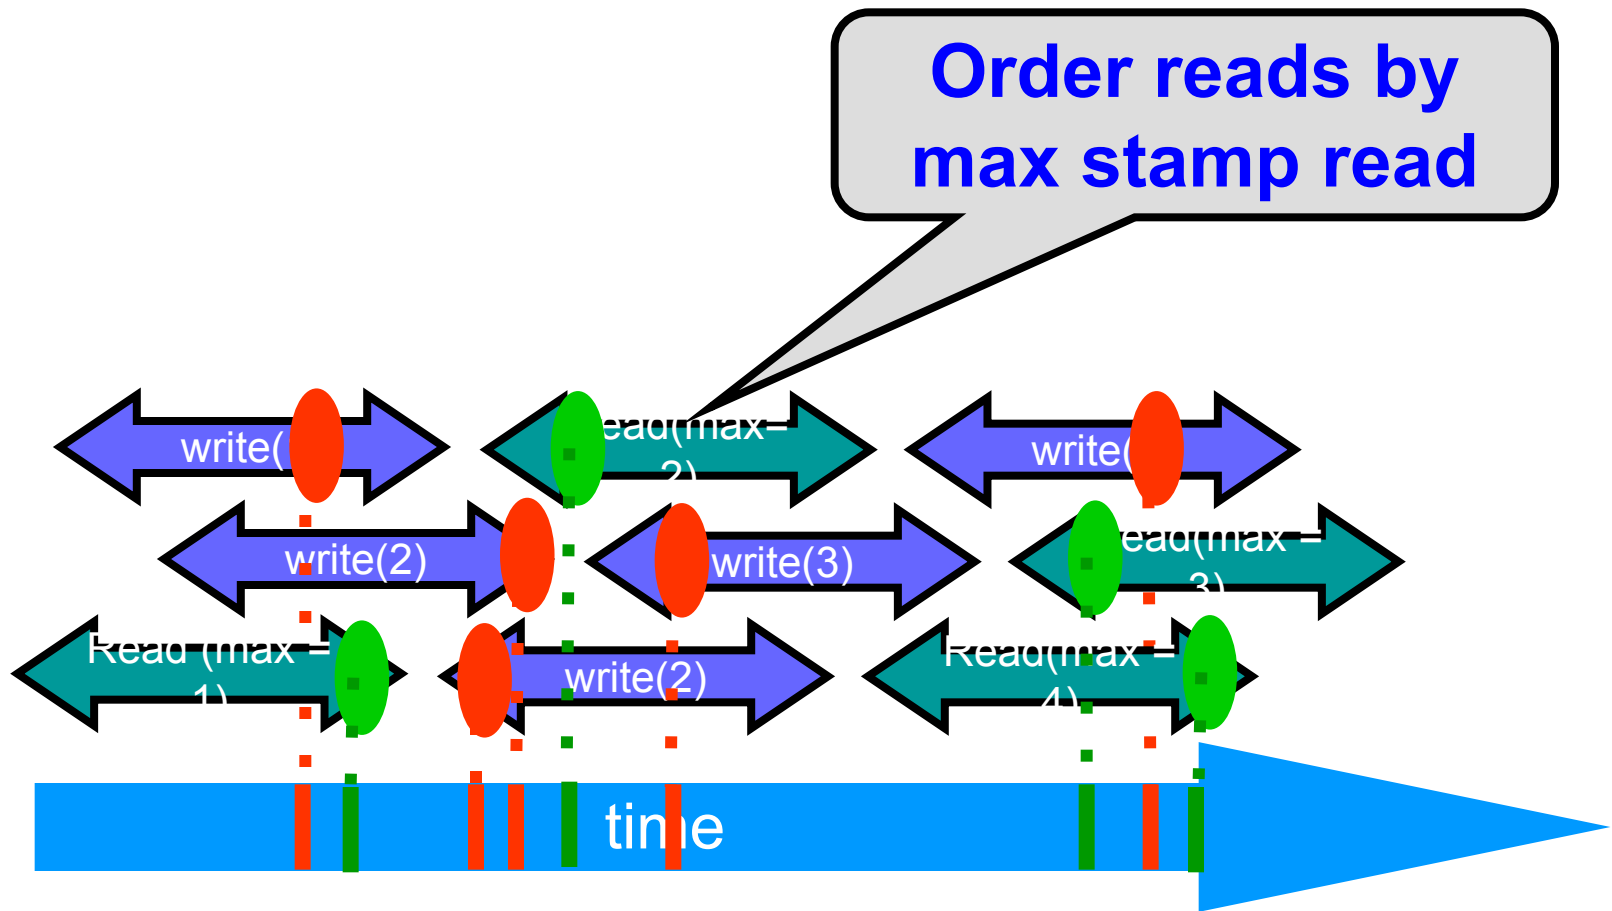 Order reads by
max stamp read
write(
ead(max=
2)
write(
write(2)
write(3)
ead(max =
3)
Read (max =
1)
write(2)
Read(max =
4)
time